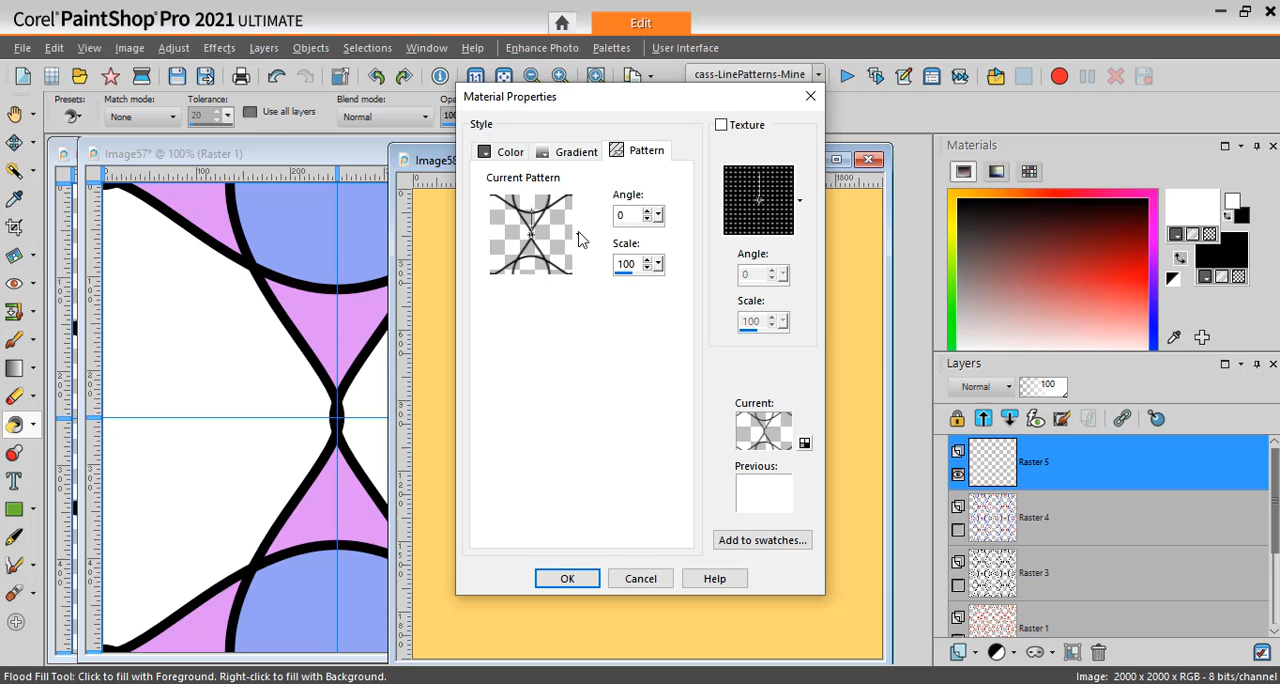 Corel PaintShop Pro 2021 ULTIMATE
Edit
File Edit View Image Adjust Effects Layers Objects Selections Window Help Enhance Photo Palettes User Interface
cass-LinePatterns-Mine
Presets:
Match mode:
None
Tolerance:
20
Use all layers
Blend mode:
Normal
100
Image57* @ 100% (Raster 1)
Image58
100
200
1800
Material Properties
Style
Color
Gradient
Pattern
Current Pattern
Angle:
0
Scale:
100
Texture
Angle:
0
Scale:
100
Current:
Previous:
Add to swatches...
OK
Cancel
Help
Materials
Layers
Normal
100
Raster 5
Raster 4
Raster 3
Raster 1
Flood Fill Tool: Click to fill with Foreground. Right-click to fill with Background.
Image: 2000 x 2000 x RGB - 8 bits/channel